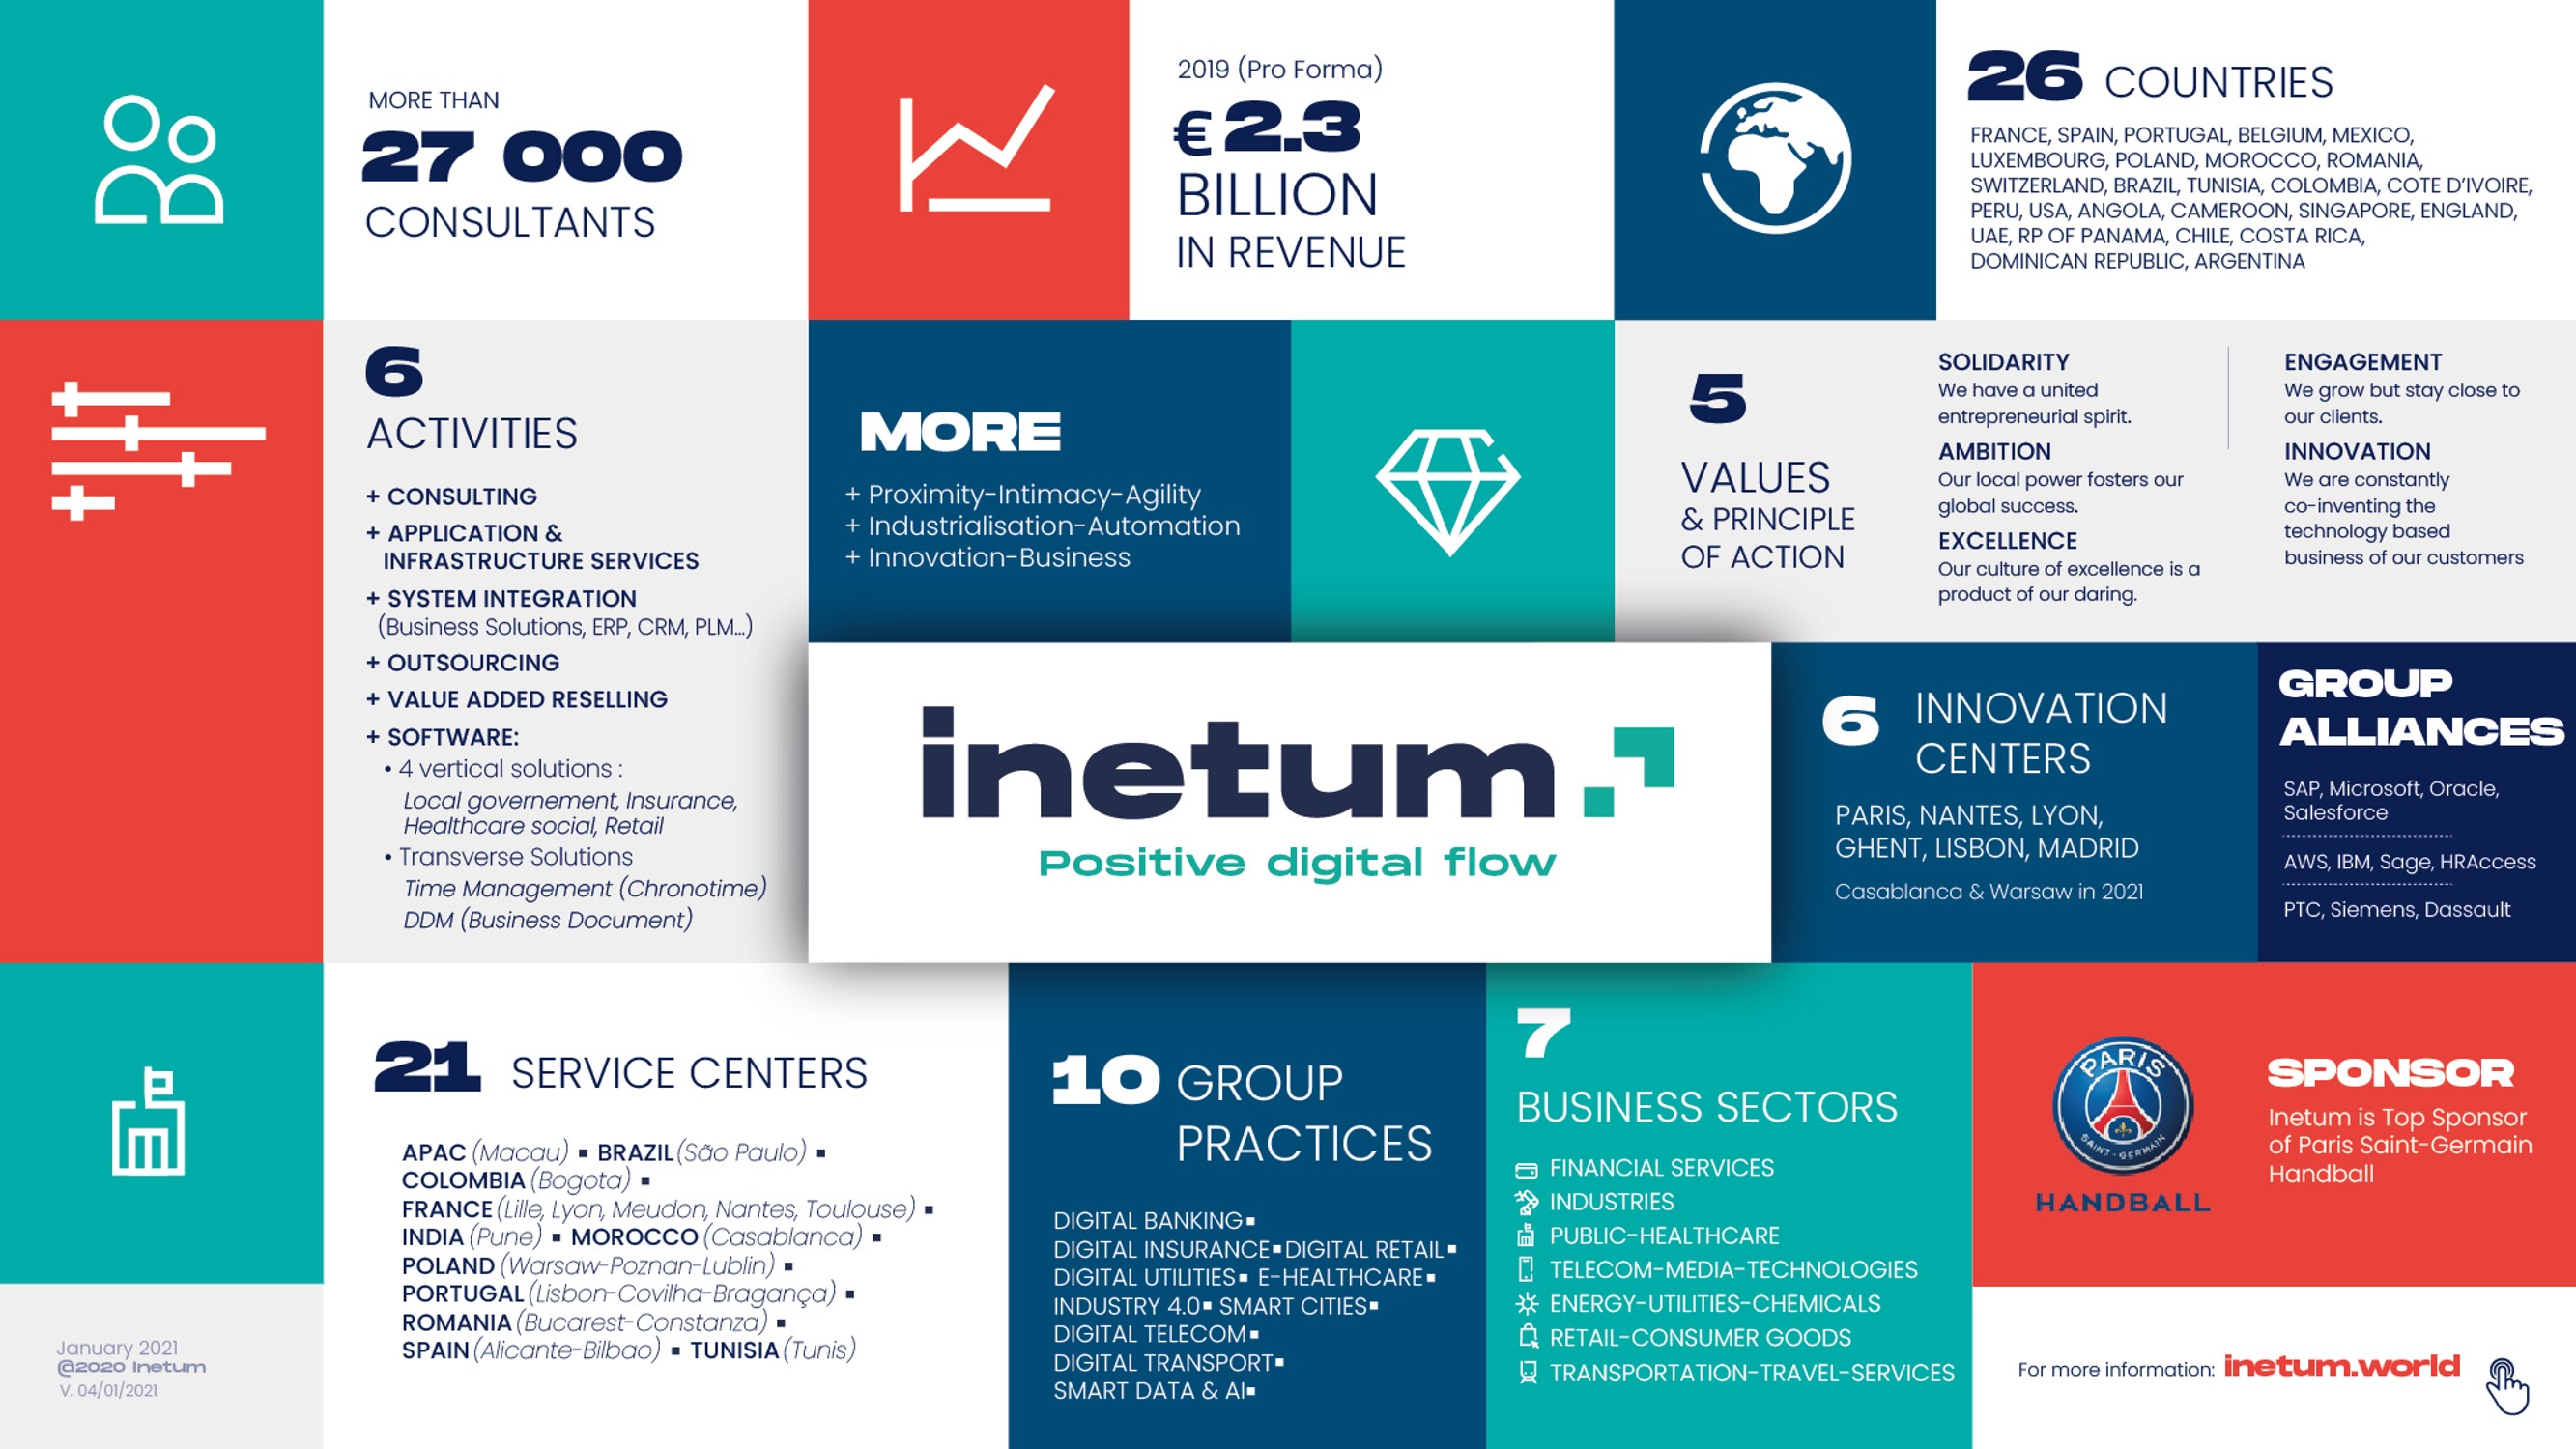 MORE THAN
27 000
CONSULTANTS
2019 (Pro Forma)
€ 2.3
BILLION
IN REVENUE
26 COUNTRIES
FRANCE, SPAIN, PORTUGAL, BELGIUM, MEXICO,
LUXEMBOURG, POLAND, MOROCCO, ROMANIA,
SWITZERLAND, BRAZIL, TUNISIA, COLOMBIA, COTE D'IVOIRE,
PERU, USA, ANGOLA, CAMEROON, SINGAPORE, ENGLAND,
UAE, RP OF PANAMA, CHILE, COSTA RICA,
DOMINICAN REPUBLIC, ARGENTINA
6
ACTIVITIES
+ CONSULTING
+ APPLICATION &
INFRASTRUCTURE SERVICES
+ SYSTEM INTEGRATION
(Business Solutions, ERP, CRM, PLM...)
+ OUTSOURCING
+ VALUE ADDED RESELLING
+ SOFTWARE:
• 4 vertical solutions :
Local governement, Insurance,
Healthcare social, Retail
• Transverse Solutions
Time Management (Chronotime)
DDM (Business Document)
MORE
+ Proximity-Intimacy-Agility
+ Industrialisation-Automation
+ Innovation-Business
5
VALUES
& PRINCIPLE
OF ACTION
SOLIDARITY
We have a united
entrepreneurial spirit.
AMBITION
Our local power fosters our
global success.
EXCELLENCE
Our culture of excellence is a
product of our daring.
ENGAGEMENT
We grow but stay close to
our clients.
INNOVATION
We are constantly
co-inventing the
technology based
business of our customers
inetum
Positive digital flow
6 INNOVATION
CENTERS
PARIS, NANTES, LYON,
GHENT, LISBON, MADRID
Casablanca & Warsaw in 2021
GROUP
ALLIANCES
SAP, Microsoft, Oracle,
Salesforce
AWS, IBM, Sage, HRAccess
PTC, Siemens, Dassault
21 SERVICE CENTERS
APAC (Macau) ▪ BRAZIL (São Paulo) ▪
COLOMBIA (Bogota) ▪
FRANCE (Lille, Lyon, Meudon, Nantes, Toulouse) ▪
INDIA (Pune) ▪ MOROCCO (Casablanca) ▪
POLAND (Warsaw-Poznan-Lublin) ▪
PORTUGAL (Lisbon-Covilha-Bragança) ▪
ROMANIA (Bucarest-Constanza) ▪
SPAIN (Alicante-Bilbao) ▪ TUNISIA (Tunis)
10 GROUP
PRACTICES
DIGITAL BANKING▪
DIGITAL INSURANCE▪DIGITAL RETAIL▪
DIGITAL UTILITIES▪ E-HEALTHCARE▪
INDUSTRY 4.0▪ SMART CITIES▪
DIGITAL TELECOM▪
DIGITAL TRANSPORT▪
SMART DATA & AI▪
7
BUSINESS SECTORS
FINANCIAL SERVICES
INDUSTRIES
PUBLIC-HEALTHCARE
TELECOM-MEDIA-TECHNOLOGIES
ENERGY-UTILITIES-CHEMICALS
RETAIL-CONSUMER GOODS
TRANSPORTATION-TRAVEL-SERVICES
PARIS
SAINT-GERMAIN
HANDBALL
SPONSOR
Inetum is Top Sponsor
of Paris Saint-Germain
Handball
For more information: inetum.world
January 2021
@2020 Inetum
V. 04/01/2021